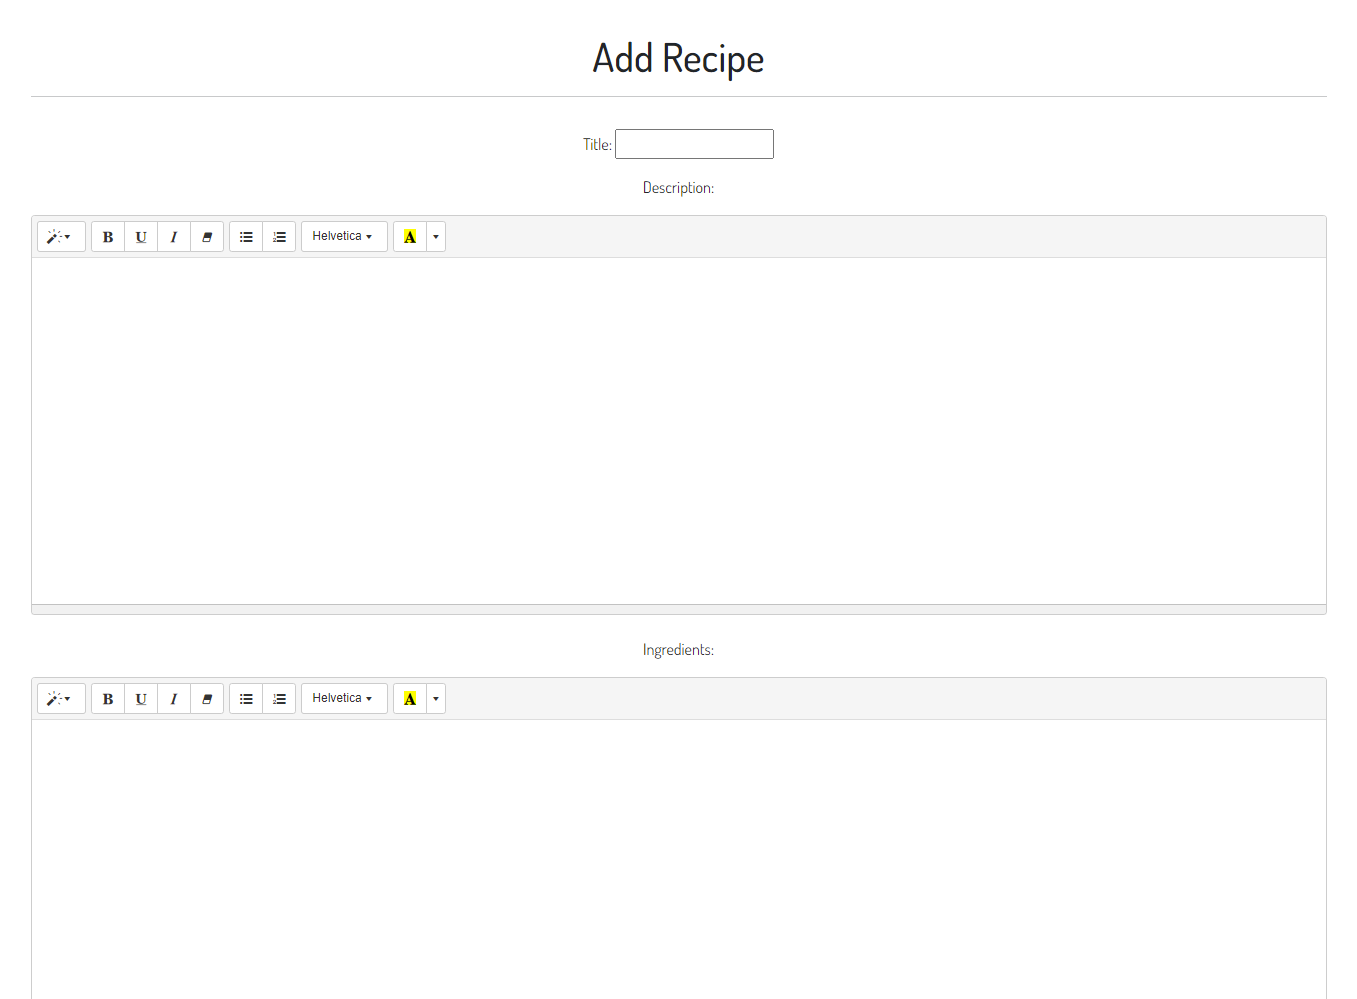 Add Recipe
Title:
Description:
B U I Helvetica A
Ingredients:
B U I Helvetica A